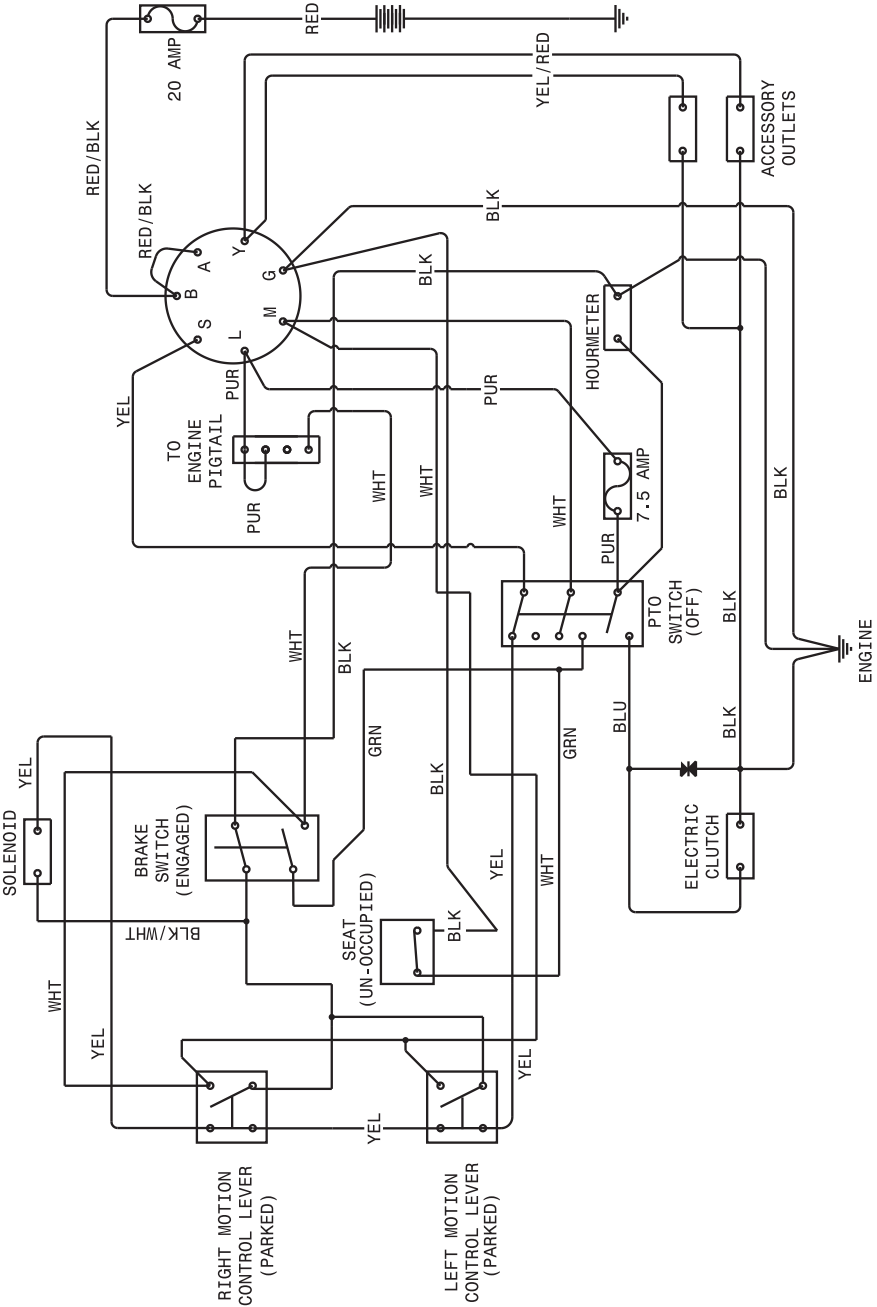 RED
20 AMP
YEL/RED
RED/BLK
RED/BLK
ACCESSORY
OUTLETS
BLK
A
Y
B
G
S
M
L
BLK
HOURMETER
PUR
YEL
PUR
TO
ENGINE
PIGTAIL
WHT
WHT
PUR
7.5 AMP
WHT
BLK
PUR
PTO
SWITCH
(OFF)
BLK
WHT
BLK
ENGINE
BLU
BLK
GRN
GRN
YEL
BLK
SOLENOID
BRAKE
SWITCH
(ENGAGED)
YEL
WHT
ELECTRIC
CLUTCH
BLK/WHT
SEAT
(UN-OCCUPIED)
BLK
WHT
YEL
YEL
YEL
RIGHT MOTION
CONTROL LEVER
(PARKED)
LEFT MOTION
CONTROL LEVER
(PARKED)